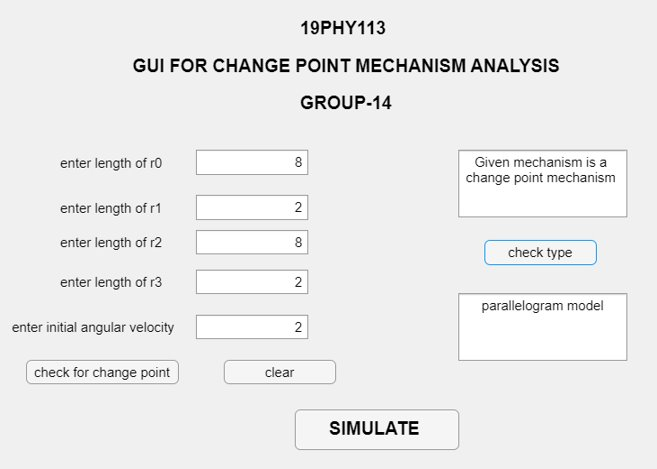 19PHY113
GUI FOR CHANGE POINT MECHANISM ANALYSIS
GROUP-14
enter length of r0 8
enter length of r1 2
enter length of r2 8
enter length of r3 2
enter initial angular velocity 2
check for change point clear
Given mechanism is a
change point mechanism
check type
parallelogram model
SIMULATE